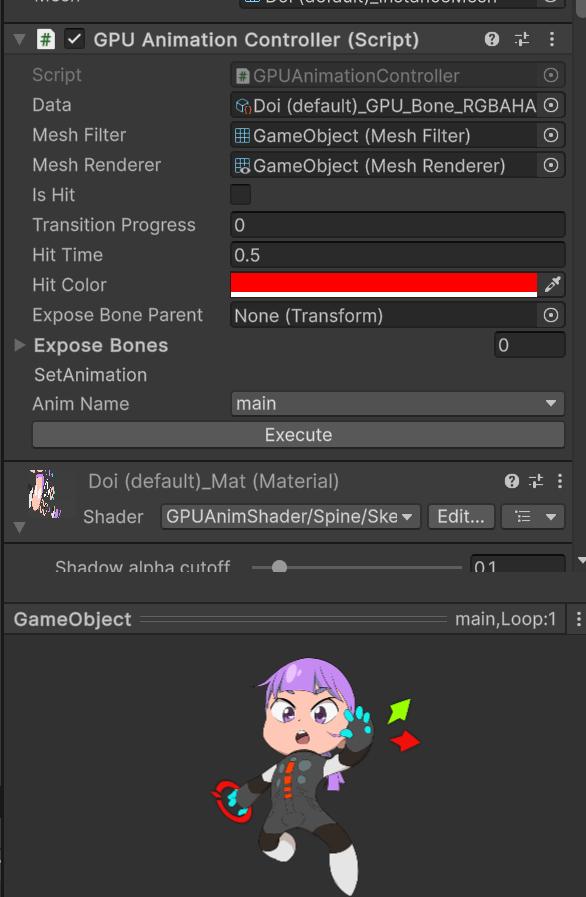 GPU Animation Controller (Script)
Script GPUAnimationController
Data Doi (default)_GPU_Bone_RGBAHA
Mesh Filter GameObject (Mesh Filter)
Mesh Renderer GameObject (Mesh Renderer)
Is Hit
Transition Progress 0
Hit Time 0.5
Hit Color
Expose Bone Parent None (Transform)
Expose Bones 0
SetAnimation
Anim Name main
Execute
Doi (default)_Mat (Material)
Shader GPUAnimShader/Spine/Ske Edit...
Shadow alpha cutoff 0.1
GameObject main,Loop:1